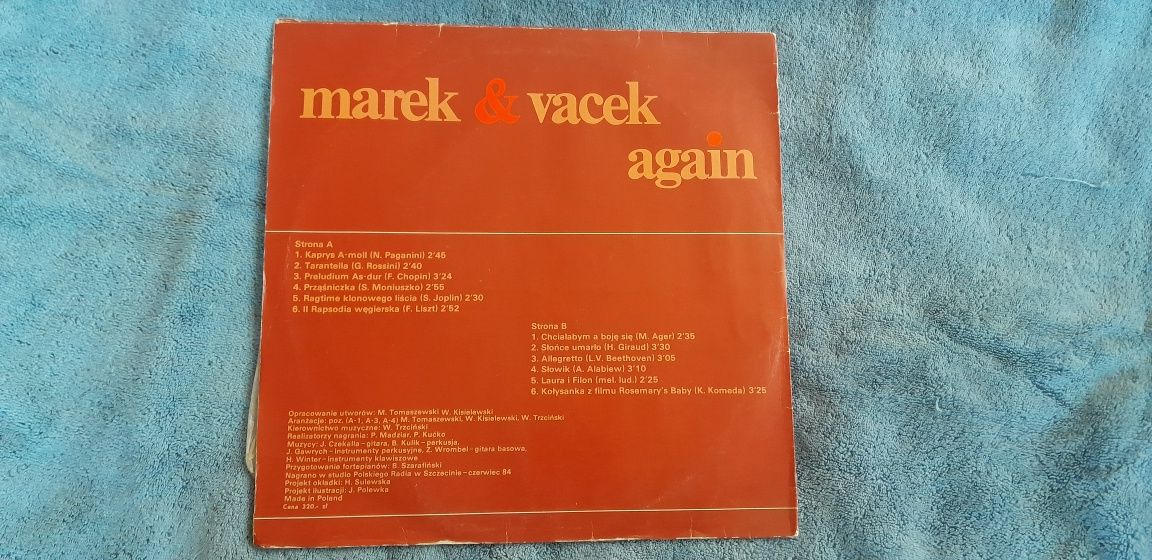 marek & vacek
again
Strona A
1. Kaprys A-moll (N. Paganini) 2'45
2. Tarantella (G. Rossini) 2'40
3. Preludium As-dur (F. Chopin) 3'24
4. Prząśniczka (S. Moniuszko) 2'55
5. Ragtime klonowego liścia (S. Joplin) 2'30
6. II Rapsodia węgierska (F. Liszt) 2'52
Strona B
1. Chciałabym a boję się (M. Ager) 2'35
2. Słońce umarło (H. Giraud) 3'30
3. Allegretto (L.V. Beethoven) 3'05
4. Słowik (A. Alabiew) 3'10
5. Laura i Filon (mel. lud.) 2'25
6. Kołysanka z filmu Rosemary's Baby (K. Komeda) 3'25
Opracowanie utworów: M. Tomaszewski W. Kisielewski
Aranżacje: poz. (A-1, A-3, A-4) M. Tomaszewski, W. Kisielewski, W. Trzciński
Kierownictwo muzyczne: W. Trzciński
Realizatorzy nagrania: P. Madziar, P. Kućko
Muzycy: J. Czekalla – gitara, B. Kulik – perkusja,
J. Gawrych – instrumenty perkusyjne, Z. Wrombel – gitara basowa,
H. Winter – instrumenty klawiszowe
Przygotowanie fortepianów: B. Szarafiński
Nagrano w studio Polskiego Radia w Szczecinie – czerwiec 84
Projekt okładki: H. Sulewska
Projekt ilustracji: J. Polewka
Made in Poland
Cena 320,- zł